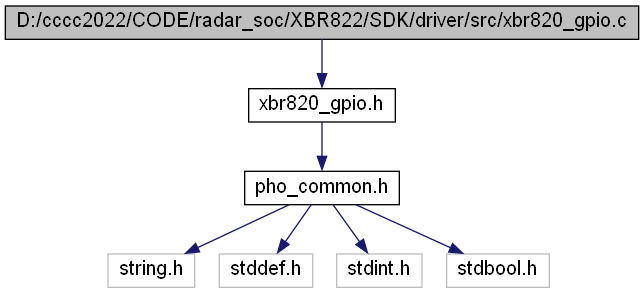 D:/cccc2022/CODE/radar_soc/XBR822/SDK/driver/src/xbr820_gpio.c
xbr820_gpio.h
pho_common.h
string.h
stddef.h
stdint.h
stdbool.h